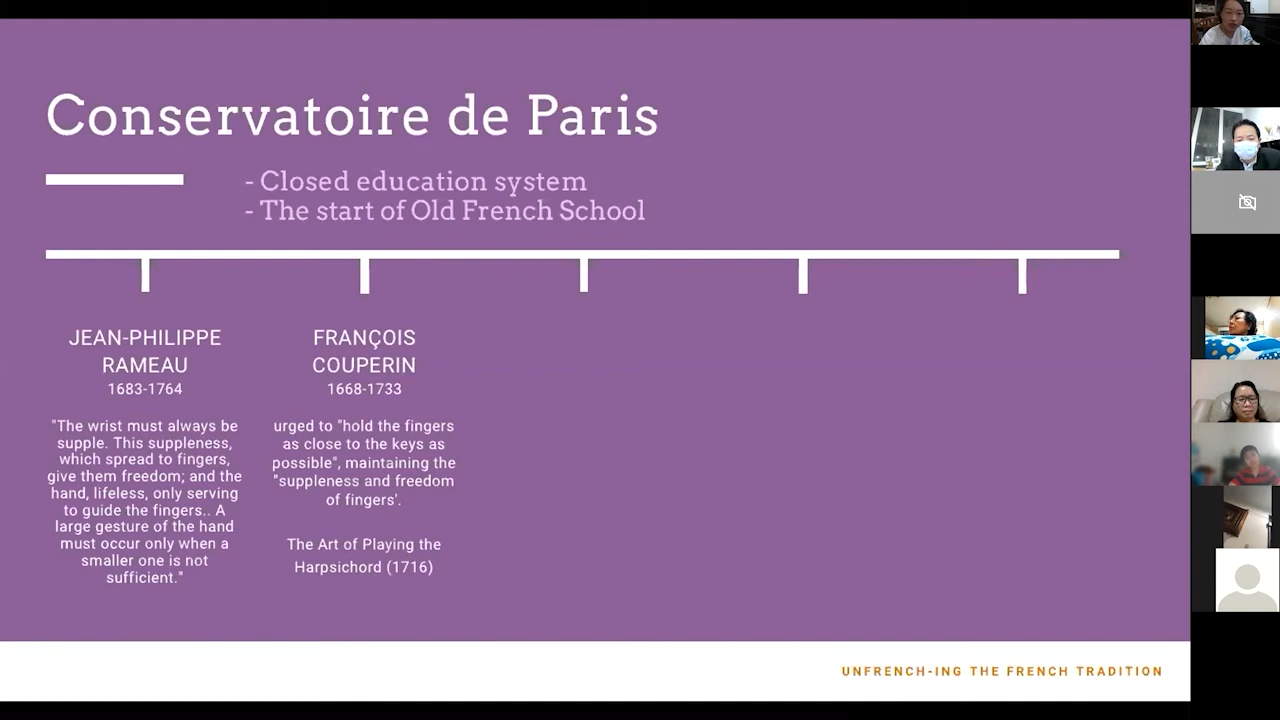 Conservatoire de Paris
- Closed education system
- The start of Old French School
JEAN-PHILIPPE
RAMEAU
1683-1764
"The wrist must always be
supple. This suppleness,
which spread to fingers,
give them freedom; and the
hand, lifeless, only serving
to guide the fingers.. A
large gesture of the hand
must occur only when a
smaller one is not
sufficient."
FRANÇOIS
COUPERIN
1668-1733
urged to "hold the fingers
as close to the keys as
possible", maintaining the
"suppleness and freedom
of fingers'.
The Art of Playing the
Harpsichord (1716)
UNFRENCH-ING THE FRENCH TRADITION